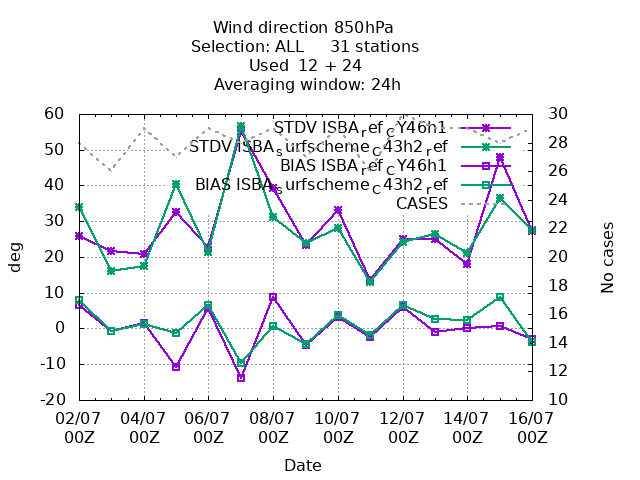 Wind direction 850hPa
Selection: ALL 31 stations
Used 12 + 24
Averaging window: 24h
60
50
40
30
20
10
0
-10
-20
deg
STDV ISBA_ref_CY46h1
STDV ISBA_surfscheme_C43h2_ref
BIAS ISBA_ref_CY46h1
BIAS ISBA_surfscheme_C43h2_ref
CASES
30
28
26
24
22
20
18
16
14
12
10
No cases
02/07 04/07 06/07 08/07 10/07 12/07 14/07 16/07
00Z 00Z 00Z 00Z 00Z 00Z 00Z 00Z
Date